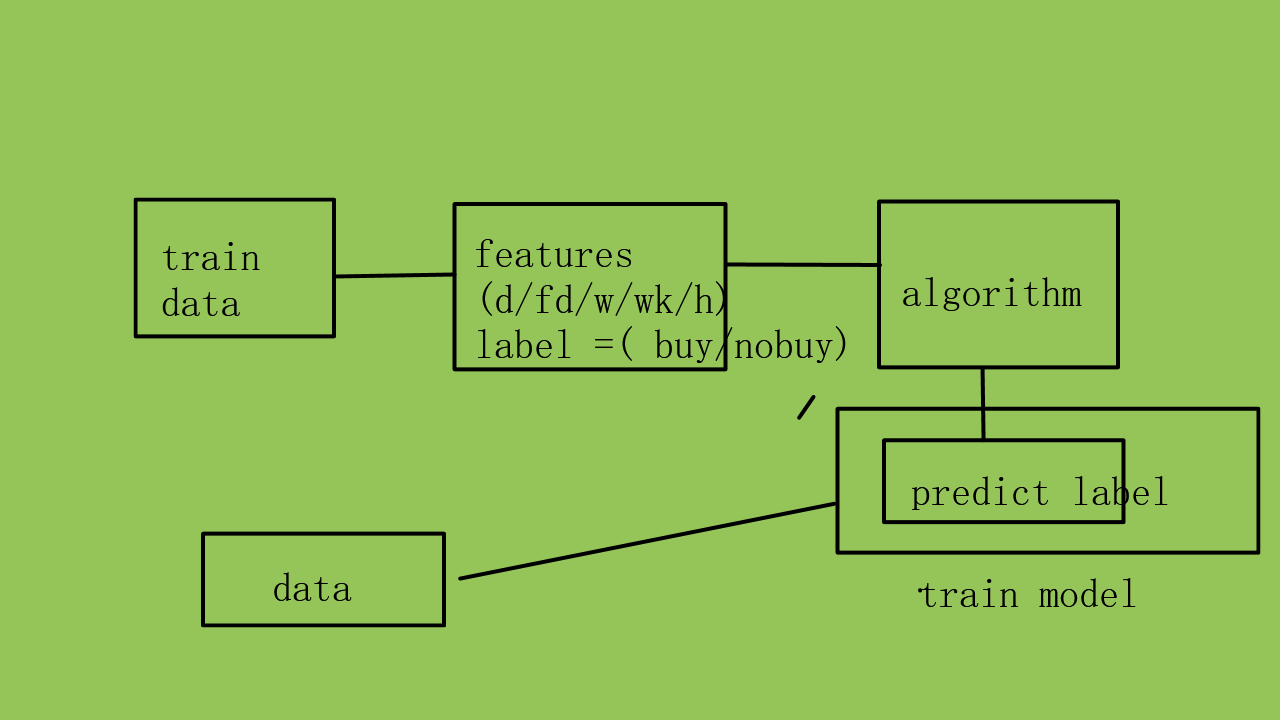 train
data
features
(d/fd/w/wk/h)
label =( buy/nobuy)
algorithm
predict label
data
train model